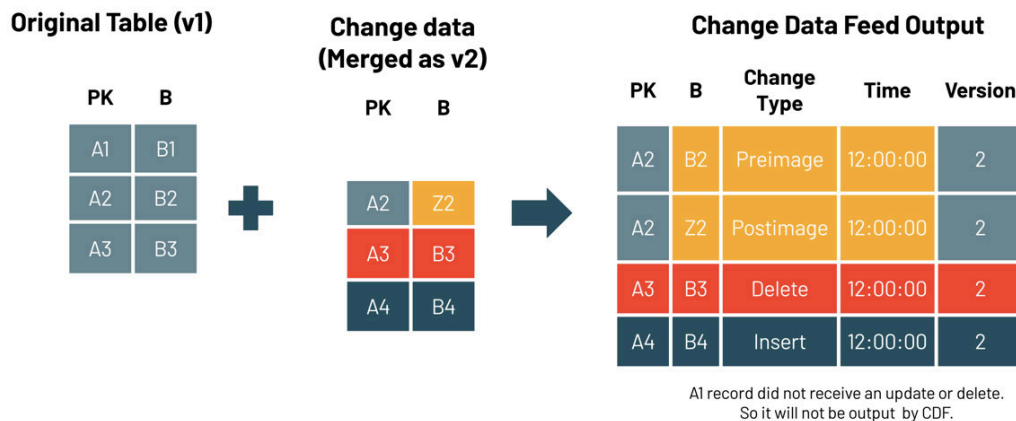 Original Table (v1)
PK B
A1 B1
A2 B2
A3 B3
Change data
(Merged as v2)
PK B
A2 Z2
A3 B3
A4 B4
Change Data Feed Output
PK B Change Type Time Version
A2 B2 Preimage 12:00:00 2
A2 Z2 Postimage 12:00:00 2
A3 B3 Delete 12:00:00 2
A4 B4 Insert 12:00:00 2
A1 record did not receive an update or delete.
So it will not be output by CDF.